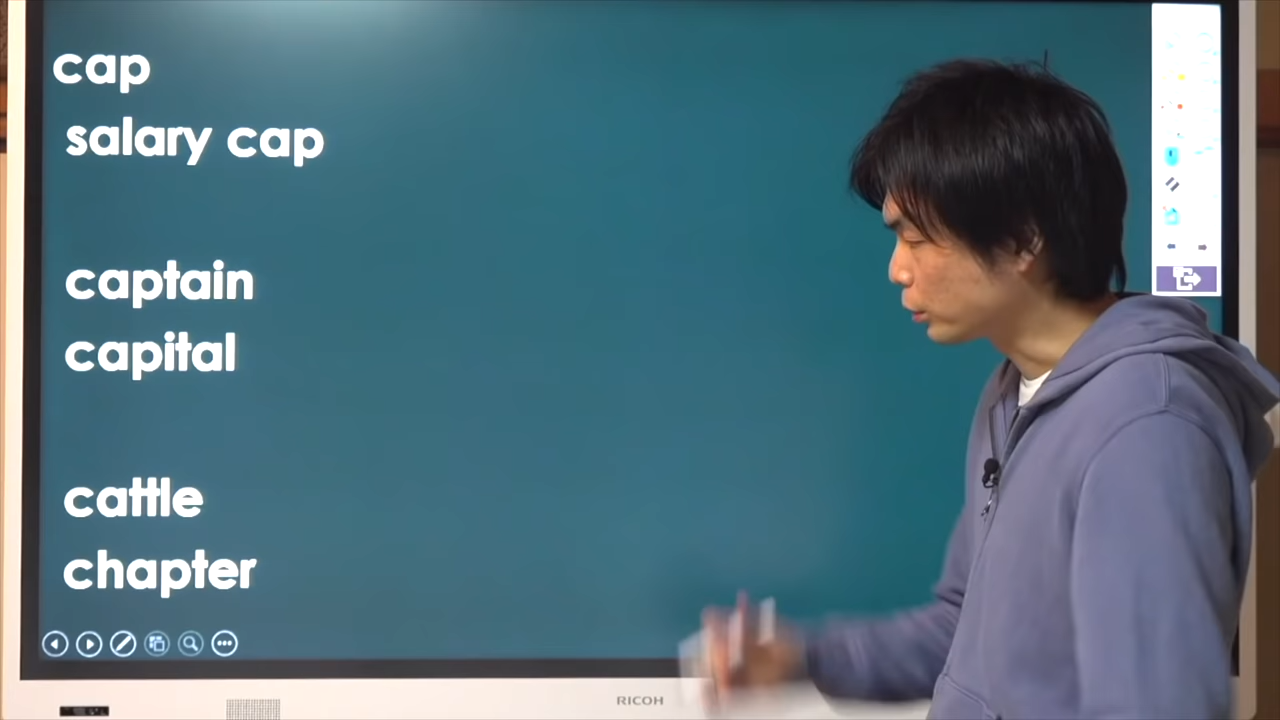 cap
salary cap
captain
capital
cattle
chapter
RICOH